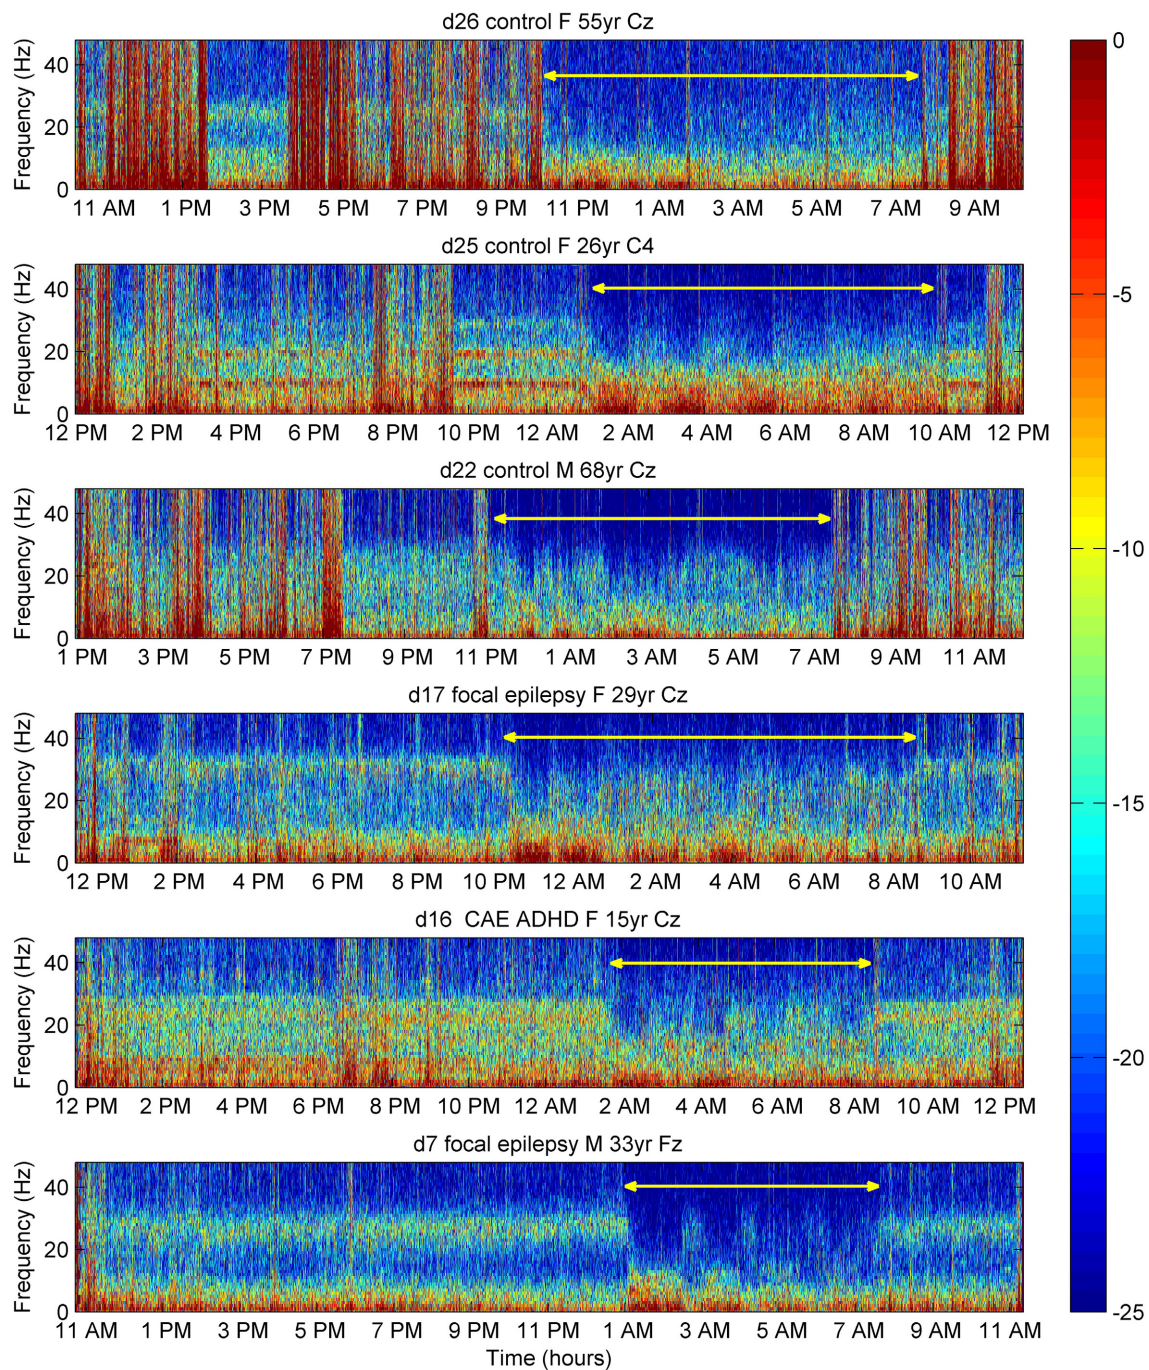 d26 control F 55yr Cz
Frequency (Hz)
40
20
0
11 AM 1 PM 3 PM 5 PM 7 PM 9 PM 11 PM 1 AM 3 AM 5 AM 7 AM 9 AM
d25 control F 26yr C4
Frequency (Hz)
40
20
0
12 PM 2 PM 4 PM 6 PM 8 PM 10 PM 12 AM 2 AM 4 AM 6 AM 8 AM 10 AM 12 PM
d22 control M 68yr Cz
Frequency (Hz)
40
20
0
1 PM 3 PM 5 PM 7 PM 9 PM 11 PM 1 AM 3 AM 5 AM 7 AM 9 AM 11 AM
d17 focal epilepsy F 29yr Cz
Frequency (Hz)
40
20
0
12 PM 2 PM 4 PM 6 PM 8 PM 10 PM 12 AM 2 AM 4 AM 6 AM 8 AM 10 AM
d16 CAE ADHD F 15yr Cz
Frequency (Hz)
40
20
0
12 PM 2 PM 4 PM 6 PM 8 PM 10 PM 12 AM 2 AM 4 AM 6 AM 8 AM 10 AM 12 PM
d7 focal epilepsy M 33yr Fz
Frequency (Hz)
40
20
0
11 AM 1 PM 3 PM 5 PM 7 PM 9 PM 11 PM 1 AM 3 AM 5 AM 7 AM 9 AM 11 AM
Time (hours)
0
-5
-10
-15
-20
-25